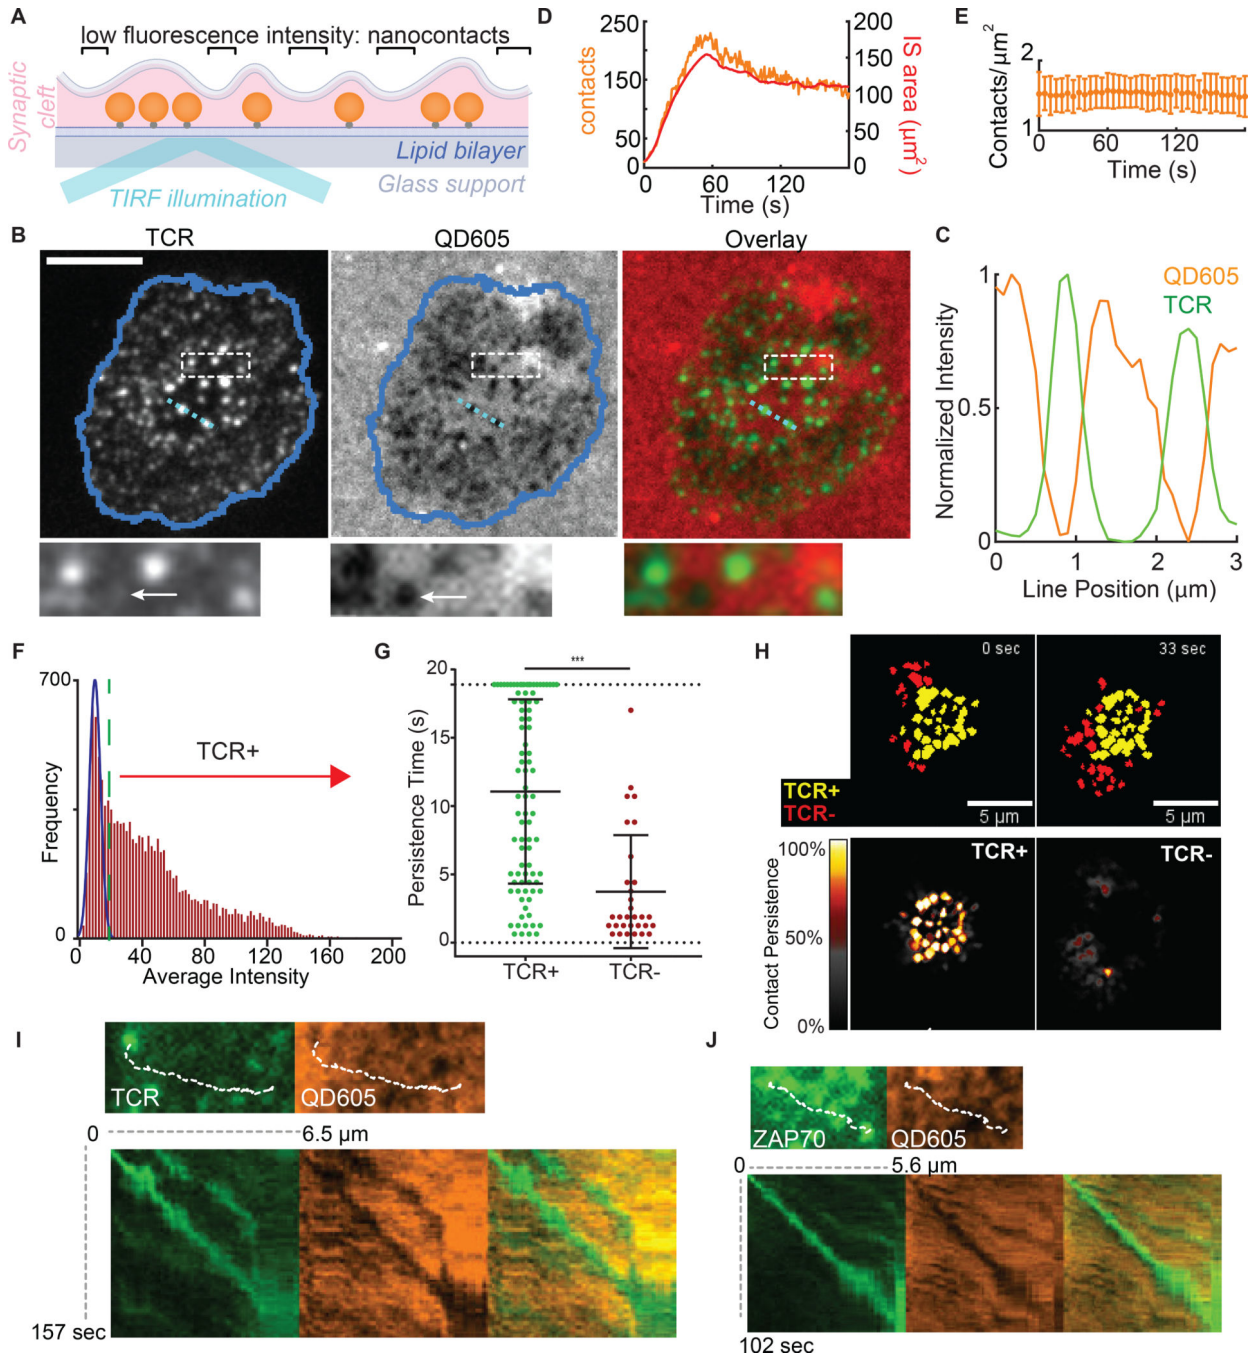 A
low fluorescence intensity: nanocontacts
Synaptic
cleft
Lipid bilayer
Glass support
TIRF illumination
D
contacts
250
150
50
0
200
150
100
50
0
IS area (µm²)
0
60
120
Time (s)
E
Contacts/µm²
2
1
0
60
120
Time (s)
B
TCR
QD605
Overlay
C
QD605
TCR
Normalized Intensity
1
0.5
0
0
1
2
3
Line Position (µm)
F
700
0
Frequency
TCR+
0
40
80
120
160
200
Average Intensity
G
***
Persistence Time (s)
20
15
10
5
0
TCR+
TCR-
H
0 sec
33 sec
TCR+
TCR-
5 µm
5 µm
Contact Persistence
100%
50%
0%
TCR+
TCR-
I
TCR
QD605
0
6.5 µm
157 sec
J
ZAP70
QD605
0
5.6 µm
102 sec